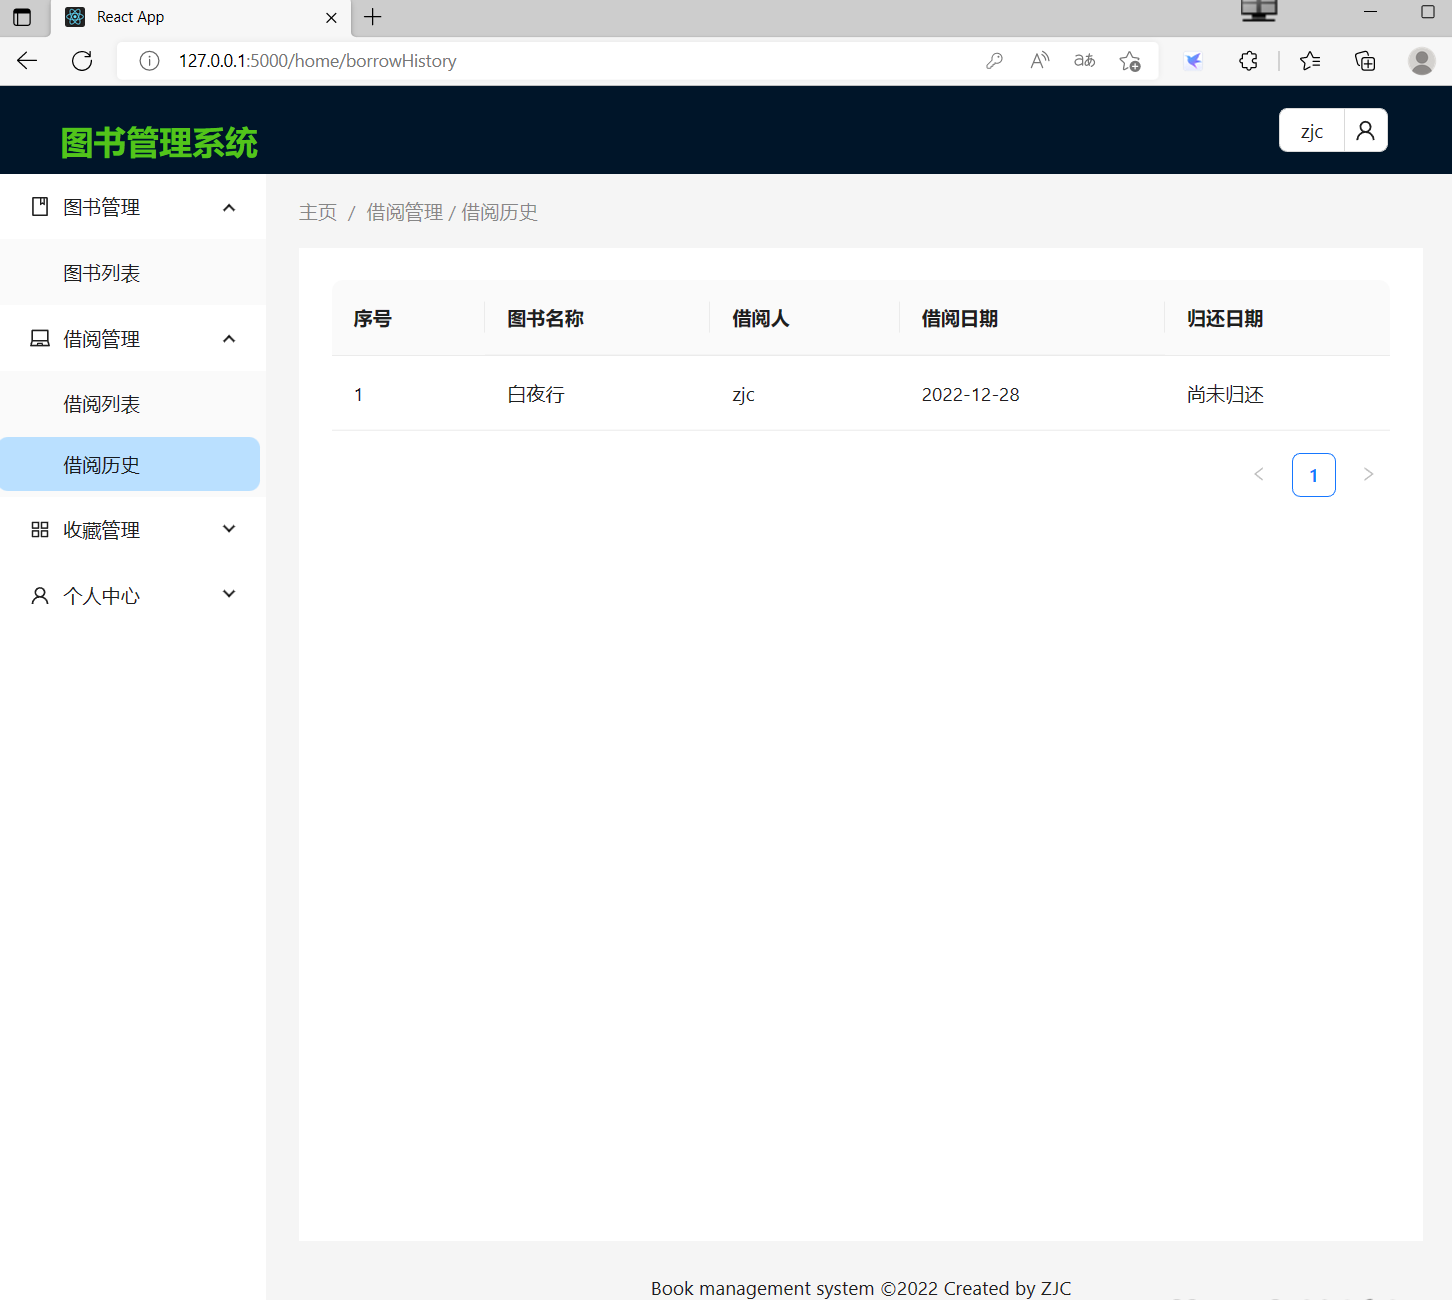 React App
127.0.0.1:5000/home/borrowHistory
图书管理系统
zjc
图书管理
图书列表
借阅管理
借阅列表
借阅历史
收藏管理
个人中心
主页 / 借阅管理 / 借阅历史
序号 图书名称 借阅人 借阅日期 归还日期
1 白夜行 zjc 2022-12-28 尚未归还
1
Book management system ©2022 Created by ZJC